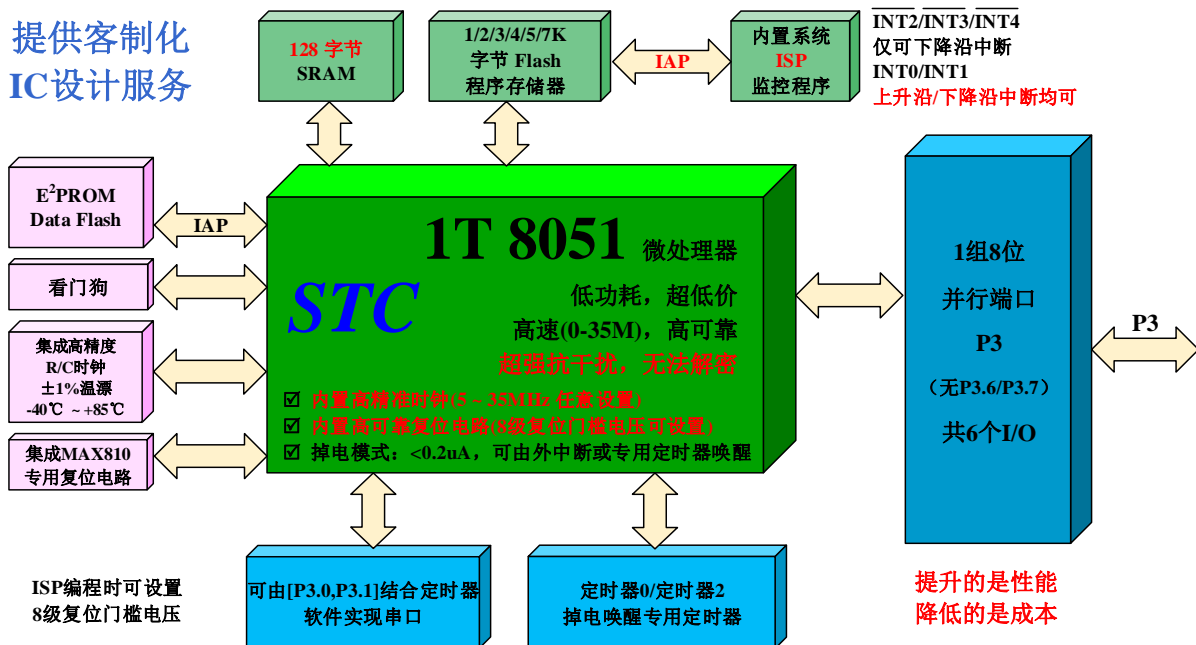 提供客制化
IC设计服务
128 字节
SRAM
1/2/3/4/5/7K
字节 Flash
程序存储器
IAP
内置系统
ISP
监控程序
INT2/INT3/INT4
仅可下降沿中断
INT0/INT1
上升沿/下降沿中断均可
E²PROM
Data Flash
IAP
看门狗
集成高精度
R/C时钟
±1%温漂
-40℃ ~ +85℃
集成MAX810
专用复位电路
1T 8051 微处理器
STC
低功耗，超低价
高速(0-35M)，高可靠
超强抗干扰，无法解密
☑ 内置高精准时钟(5 ~ 35MHz 任意设置)
☑ 内置高可靠复位电路(8级复位门槛电压可设置)
☑ 掉电模式：<0.2uA，可由外中断或专用定时器唤醒
1组8位
并行端口
P3
（无P3.6/P3.7）
共6个I/O
P3
ISP编程时可设置
8级复位门槛电压
可由[P3.0,P3.1]结合定时器
软件实现串口
定时器0/定时器2
掉电唤醒专用定时器
提升的是性能
降低的是成本